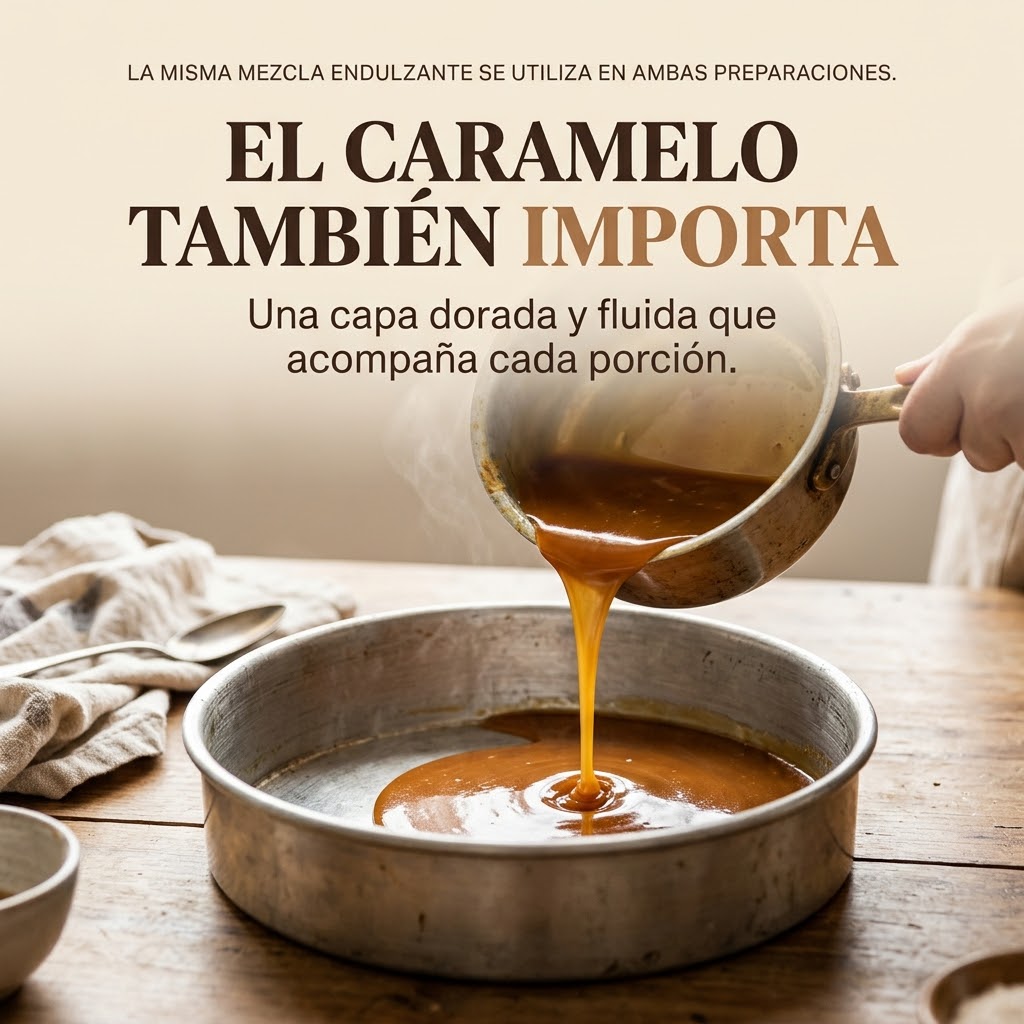 LA MISMA MEZCLA ENDULZANTE SE UTILIZA EN AMBAS PREPARACIONES.
EL CARAMELO
TAMBIÉN IMPORTA
Una capa dorada y fluida que
acompaña cada porción.